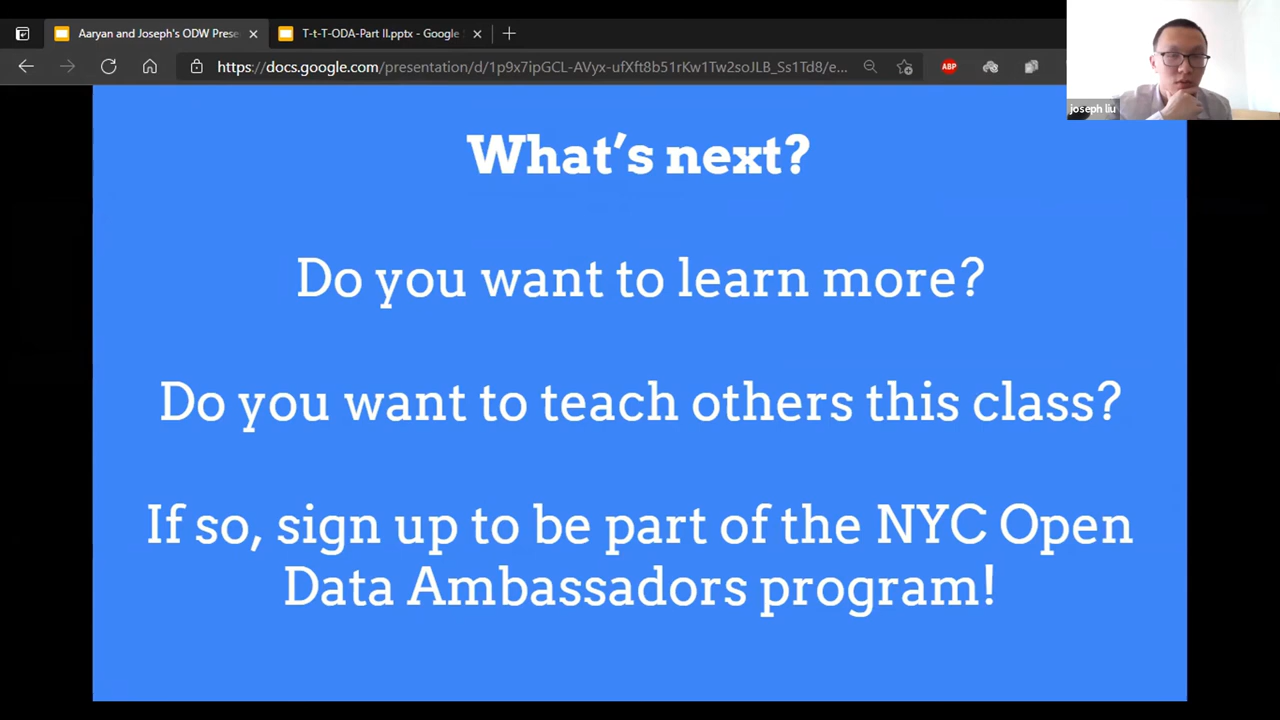 Aaryan and Joseph's ODW Prese
T-t-T-ODA-Part II.pptx - Google
https://docs.google.com/presentation/d/1p9x7ipGCL-AVyx-ufXft8b51rKw1Tw2soJLB_Ss1Td8/e...
ABP
joseph liu
What's next?
Do you want to learn more?
Do you want to teach others this class?
If so, sign up to be part of the NYC Open
Data Ambassadors program!